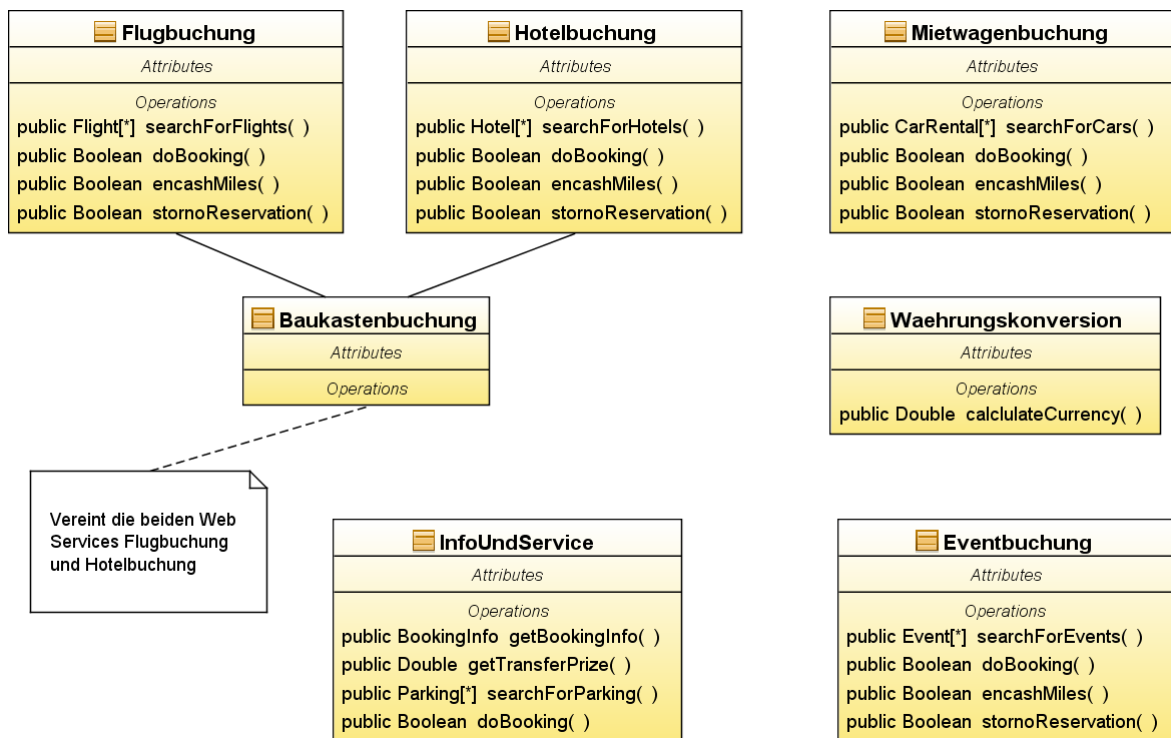 Flugbuchung
Attributes
Operations
public Flight[*] searchForFlights( )
public Boolean doBooking( )
public Boolean encashMiles( )
public Boolean stornoReservation( )
Hotelbuchung
Attributes
Operations
public Hotel[*] searchForHotels( )
public Boolean doBooking( )
public Boolean encashMiles( )
public Boolean stornoReservation( )
Mietwagenbuchung
Attributes
Operations
public CarRental[*] searchForCars( )
public Boolean doBooking( )
public Boolean encashMiles( )
public Boolean stornoReservation( )
Baukastenbuchung
Attributes
Operations
Waehrungskonversion
Attributes
Operations
public Double calclulateCurrency( )
Vereint die beiden Web
Services Flugbuchung
und Hotelbuchung
InfoUndService
Attributes
Operations
public BookingInfo getBookingInfo( )
public Double getTransferPrize( )
public Parking[*] searchForParking( )
public Boolean doBooking( )
Eventbuchung
Attributes
Operations
public Event[*] searchForEvents( )
public Boolean doBooking( )
public Boolean encashMiles( )
public Boolean stornoReservation( )